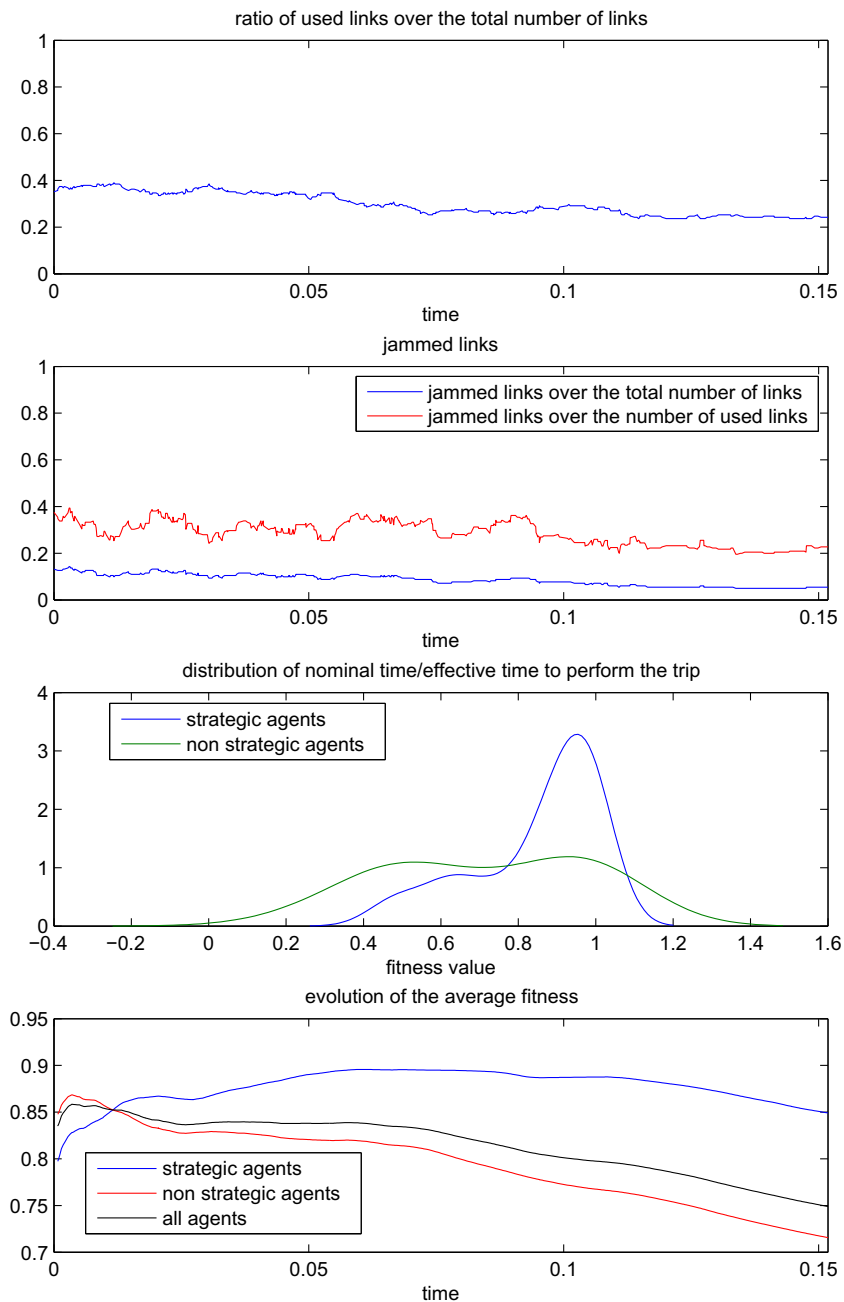 ratio of used links over the total number of links
1
0.8
0.6
0.4
0.2
0
0 0.05 0.1 0.15
time
jammed links
1
0.8
0.6
0.4
0.2
0
jammed links over the total number of links
jammed links over the number of used links
0 0.05 0.1 0.15
time
distribution of nominal time/effective time to perform the trip
4
3
2
1
0
strategic agents
non strategic agents
−0.4 −0.2 0 0.2 0.4 0.6 0.8 1 1.2 1.4 1.6
fitness value
evolution of the average fitness
0.95
0.9
0.85
0.8
0.75
0.7
strategic agents
non strategic agents
all agents
0 0.05 0.1 0.15
time